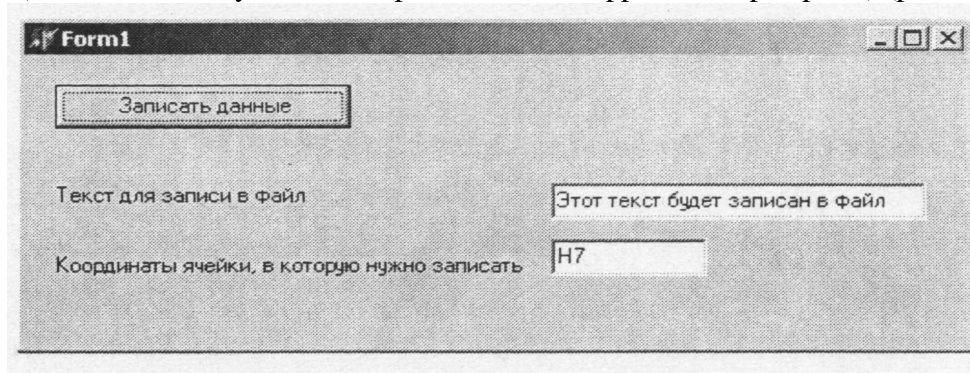 Form1
Записать данные
Текст для записи в файл
Этот текст будет записан в файл
Координаты ячейки, в которую нужно записать
H7